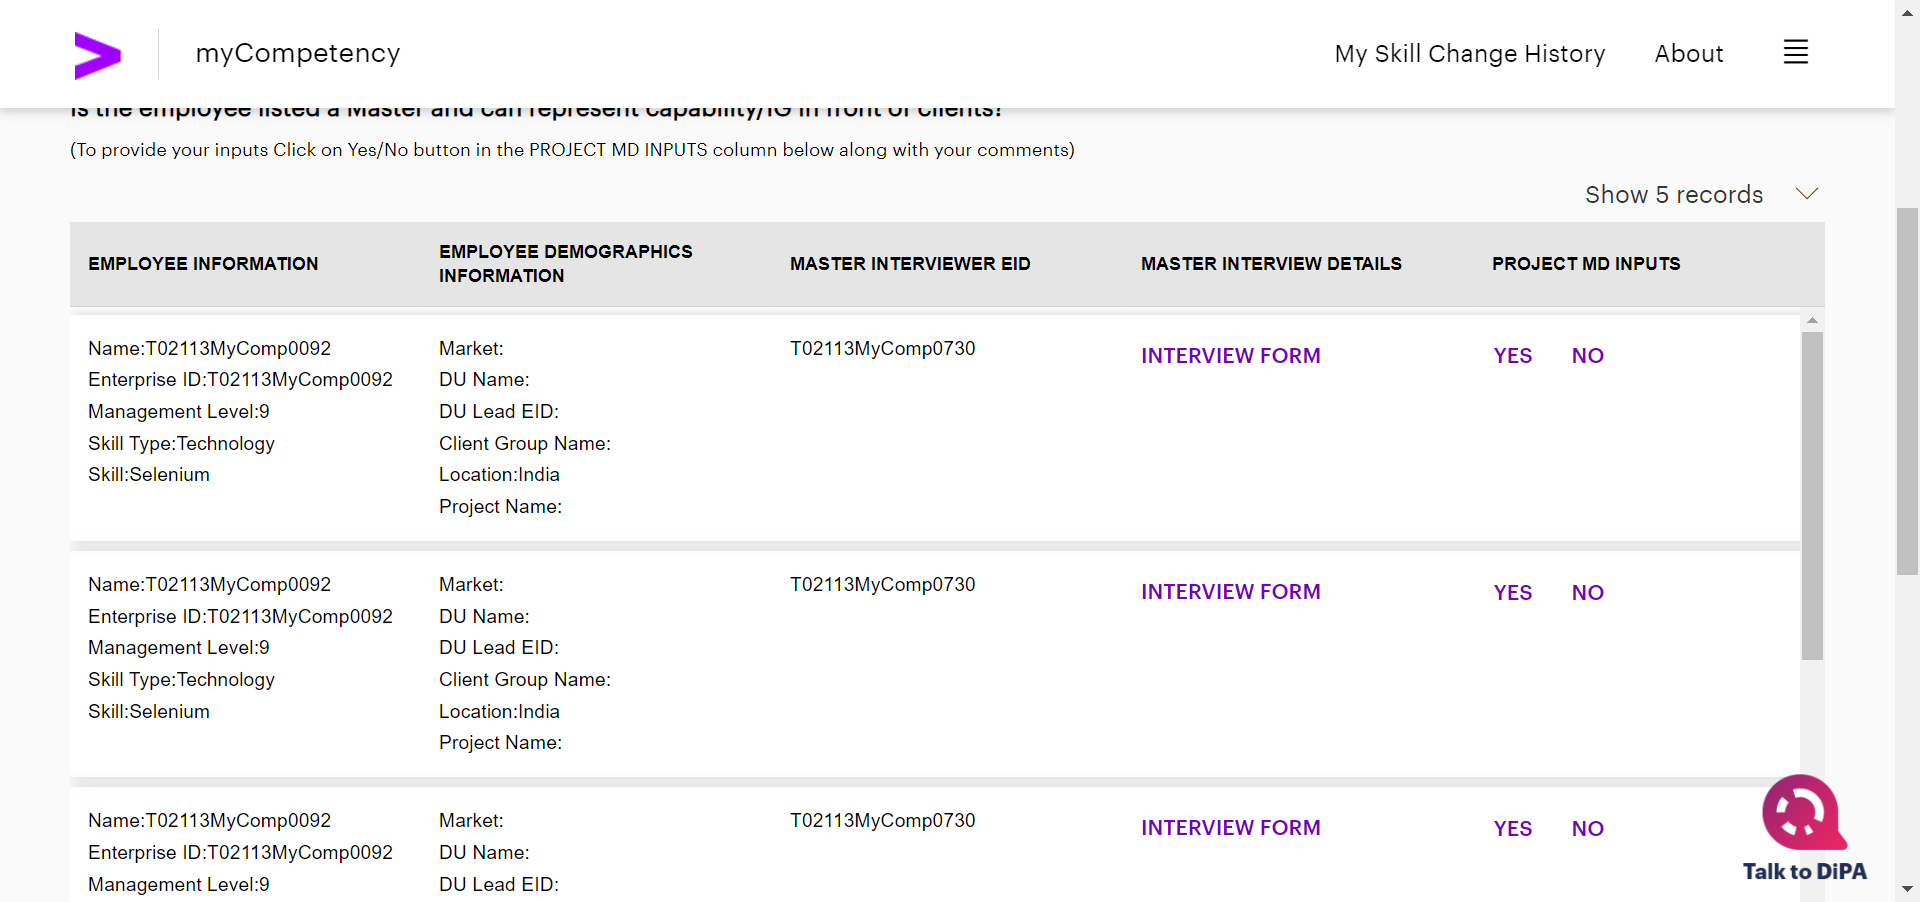 myCompetency
My Skill Change History
About
Is the employee listed a Master and can represent capability/IG in front of clients?
(To provide your inputs Click on Yes/No button in the PROJECT MD INPUTS column below along with your comments)
Show 5 records
EMPLOYEE INFORMATION
EMPLOYEE DEMOGRAPHICS
INFORMATION
MASTER INTERVIEWER EID
MASTER INTERVIEW DETAILS
PROJECT MD INPUTS
Name:T02113MyComp0092
Enterprise ID:T02113MyComp0092
Management Level:9
Skill Type:Technology
Skill:Selenium
Market:
DU Name:
DU Lead EID:
Client Group Name:
Location:India
Project Name:
T02113MyComp0730
INTERVIEW FORM
YES NO
Name:T02113MyComp0092
Enterprise ID:T02113MyComp0092
Management Level:9
Skill Type:Technology
Skill:Selenium
Market:
DU Name:
DU Lead EID:
Client Group Name:
Location:India
Project Name:
T02113MyComp0730
INTERVIEW FORM
YES NO
Name:T02113MyComp0092
Enterprise ID:T02113MyComp0092
Management Level:9
Market:
DU Name:
DU Lead EID:
T02113MyComp0730
INTERVIEW FORM
YES NO
Talk to DiPA